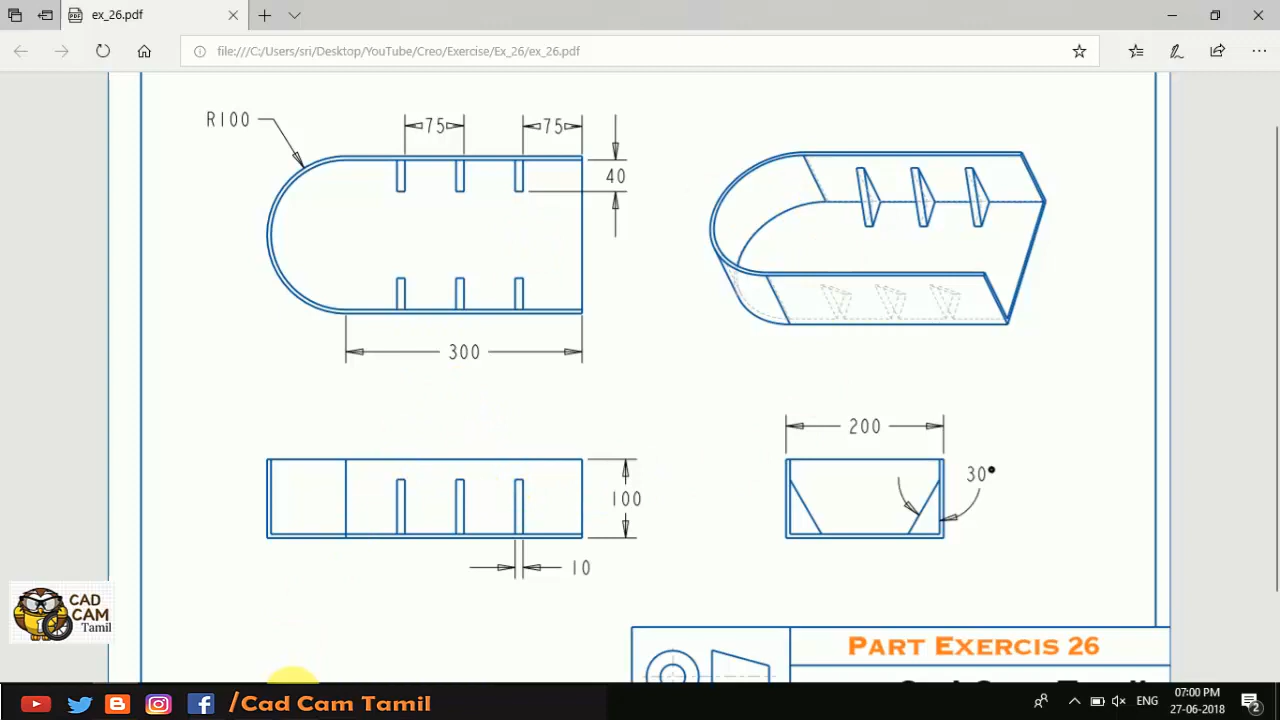 ex_26.pdf
file:///C:/Users/sri/Desktop/YouTube/Creo/Exercise/Ex_26/ex_26.pdf
R100
75
75
40
300
200
30°
100
10
CAD
CAM
Tamil
PART EXERCIS 26
/Cad Cam Tamil
ENG
07:00 PM
27-06-2018
2